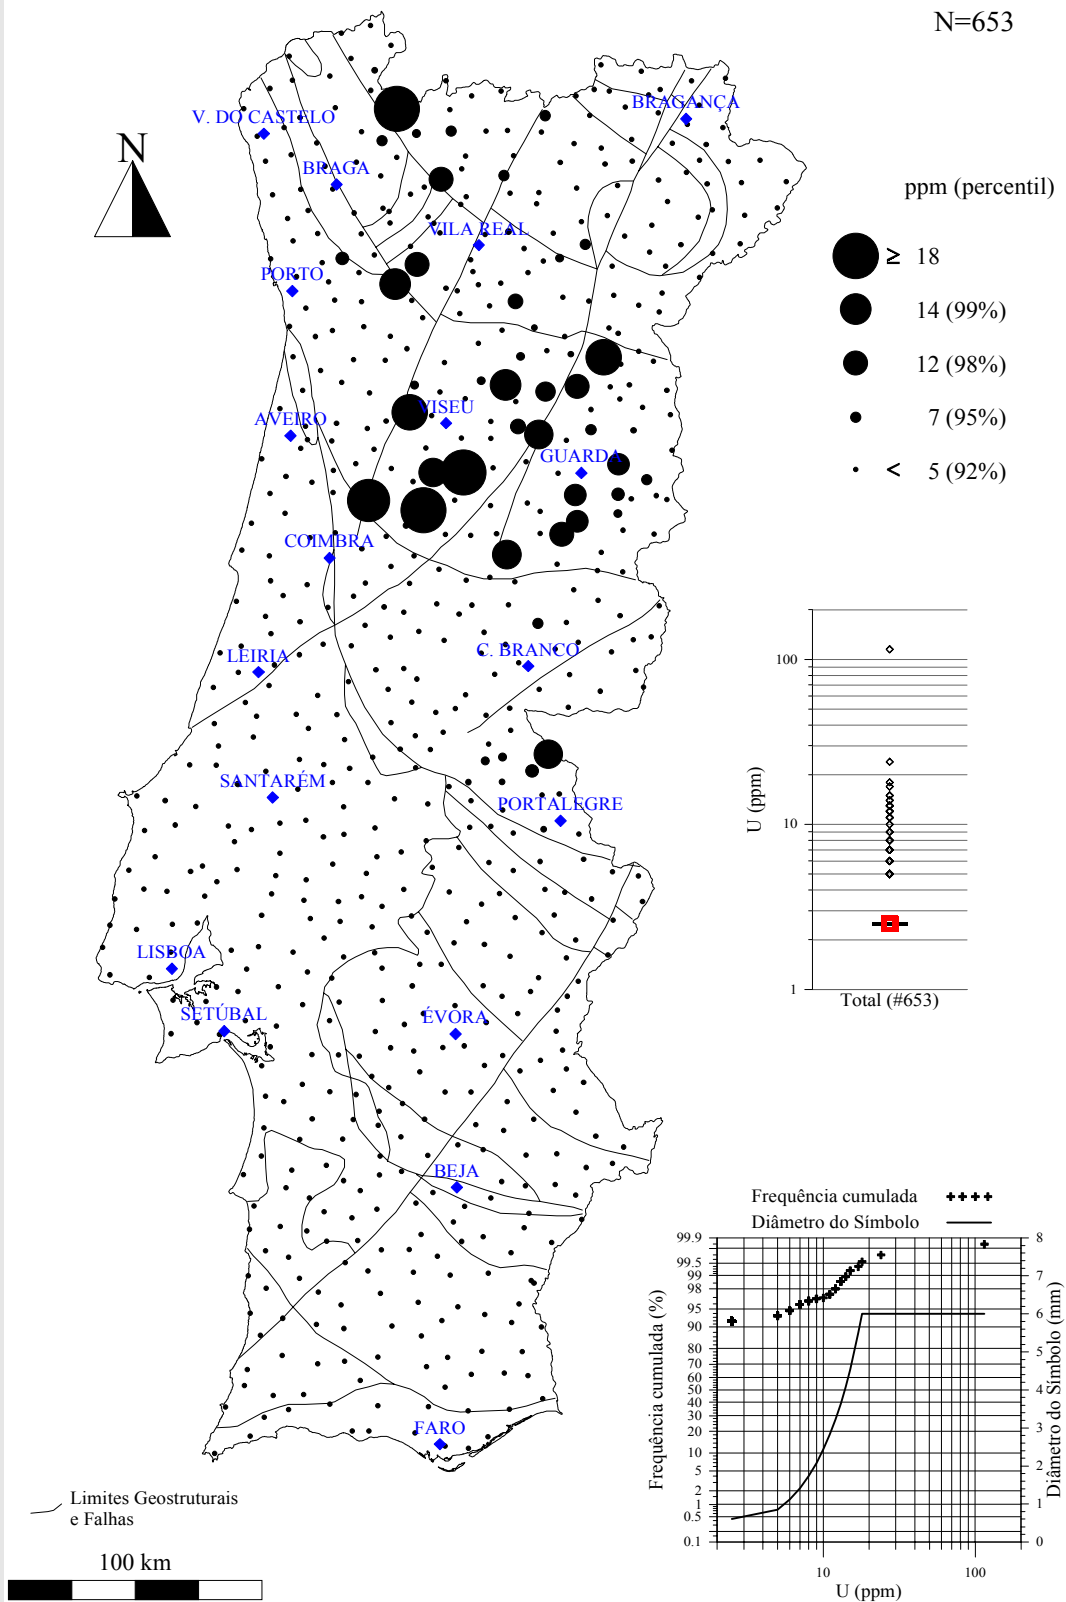 N=653
BRAGANÇA
V. DO CASTELO
N
BRAGA
ppm (percentil)
VILA REAL
≥ 18
PORTO
14 (99%)
12 (98%)
VISEU
7 (95%)
AVEIRO
GUARDA
< 5 (92%)
COIMBRA
C. BRANCO
LEIRIA
100
SANTARÉM
PORTALEGRE
U (ppm)
10
LISBOA
1
Total (#653)
SETÚBAL
ÉVORA
BEJA
Frequência cumulada
Diâmetro do Símbolo
99.9
8
99.5
99
7
98
95
6
90
80
5
70
60
50
4
40
30
3
20
10
2
5
2
1
1
0.5
0.1
0
Frequência cumulada (%)
Diâmetro do Símbolo (mm)
10
100
U (ppm)
FARO
Limites Geostruturais
e Falhas
100 km